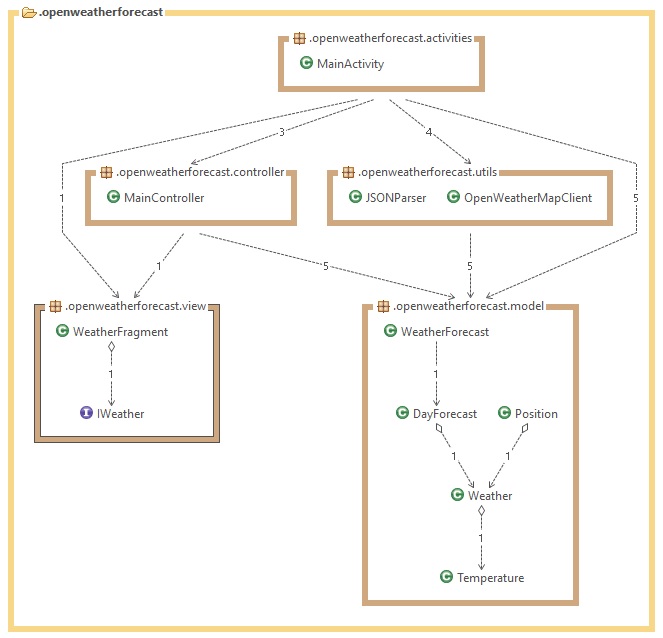 .openweatherforecast
.openweatherforecast.activities
C MainActivity
3
4
.openweatherforecast.controller
.openweatherforecast.utils
C MainController
C JSONParser
C OpenWeatherMapClient
1
5
1
5
5
.openweatherforecast.view
.openweatherforecast.model
C WeatherFragment
C WeatherForecast
1
1
I IWeather
C DayForecast
C Position
1
1
C Weather
1
C Temperature